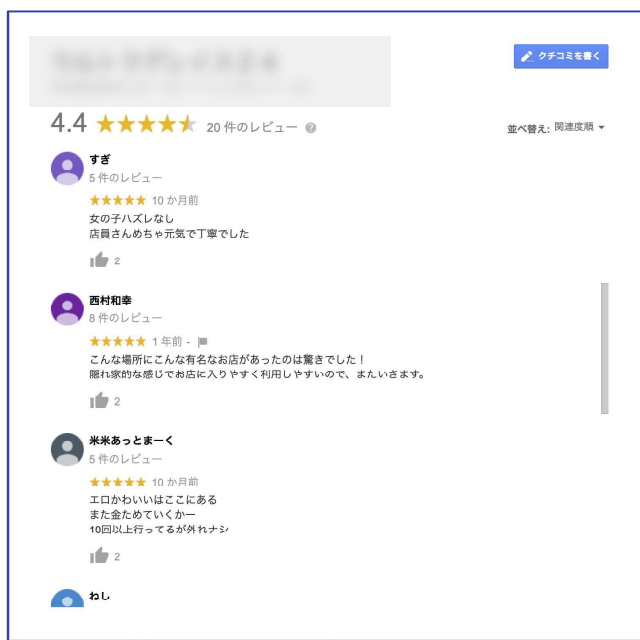 クチコミを書く
4.4 20 件のレビュー ?
並べ替え: 関連度順
すぎ
5 件のレビュー
10 か月前
女の子ハズレなし
店員さんめちゃ元気で丁寧でした
2
西村和幸
8 件のレビュー
1 年前 -
こんな場所にこんな有名なお店があったのは驚きでした！
隠れ家的な感じでお店に入りやすく利用しやすいので、またいきます。
2
米米あっとまーく
5 件のレビュー
10 か月前
エロかわいいはここにある
また金ためていくかー
10回以上行ってるが外れナシ
2
ねし